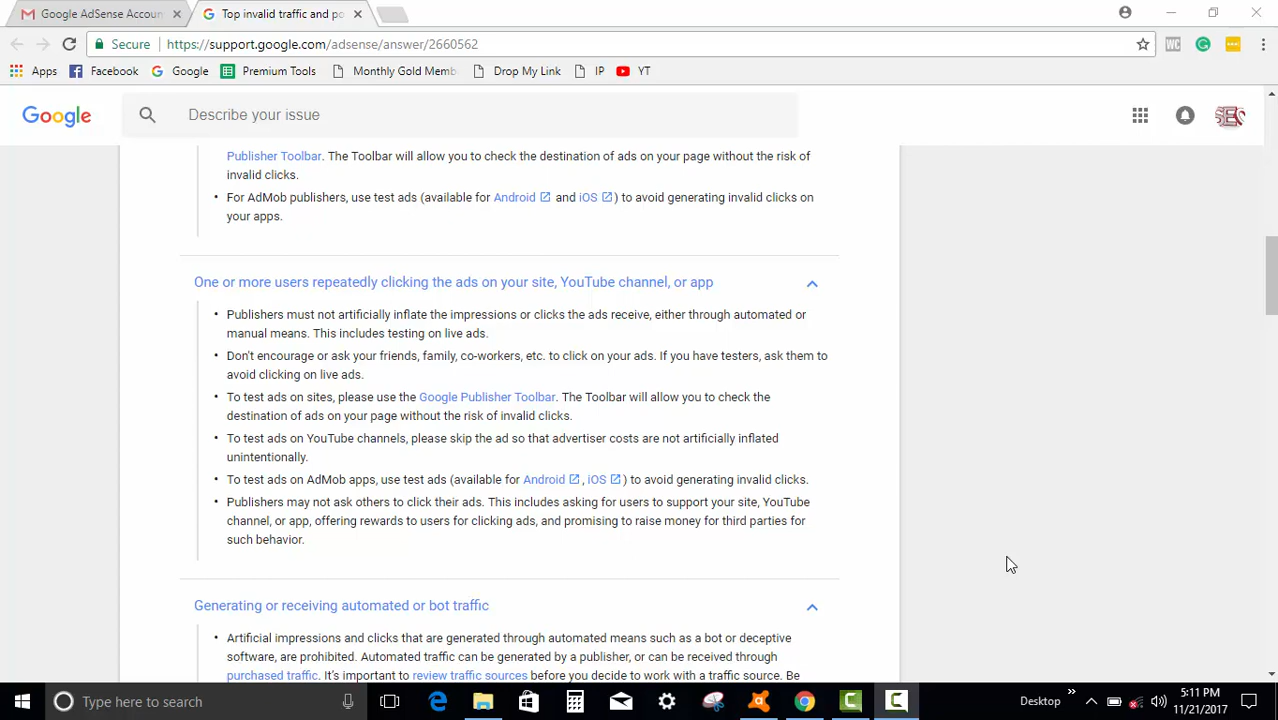 Google AdSense Accoun
Top invalid traffic and po
Secure
https://support.google.com/adsense/answer/2660562
Apps
Facebook
Google
Premium Tools
Monthly Gold Memb
Drop My Link
IP
YT
Google
Describe your issue
Publisher Toolbar. The Toolbar will allow you to check the destination of ads on your page without the risk of
invalid clicks.
• For AdMob publishers, use test ads (available for Android and iOS ) to avoid generating invalid clicks on
your apps.
One or more users repeatedly clicking the ads on your site, YouTube channel, or app
• Publishers must not artificially inflate the impressions or clicks the ads receive, either through automated or
manual means. This includes testing on live ads.
• Don't encourage or ask your friends, family, co-workers, etc. to click on your ads. If you have testers, ask them to
avoid clicking on live ads.
• To test ads on sites, please use the Google Publisher Toolbar. The Toolbar will allow you to check the
destination of ads on your page without the risk of invalid clicks.
• To test ads on YouTube channels, please skip the ad so that advertiser costs are not artificially inflated
unintentionally.
• To test ads on AdMob apps, use test ads (available for Android , iOS ) to avoid generating invalid clicks.
• Publishers may not ask others to click their ads. This includes asking for users to support your site, YouTube
channel, or app, offering rewards to users for clicking ads, and promising to raise money for third parties for
such behavior.
Generating or receiving automated or bot traffic
• Artificial impressions and clicks that are generated through automated means such as a bot or deceptive
software, are prohibited. Automated traffic can be generated by a publisher, or can be received through
purchased traffic. It's important to review traffic sources before you decide to work with a traffic source. Be
Type here to search
Desktop
5:11 PM
11/21/2017